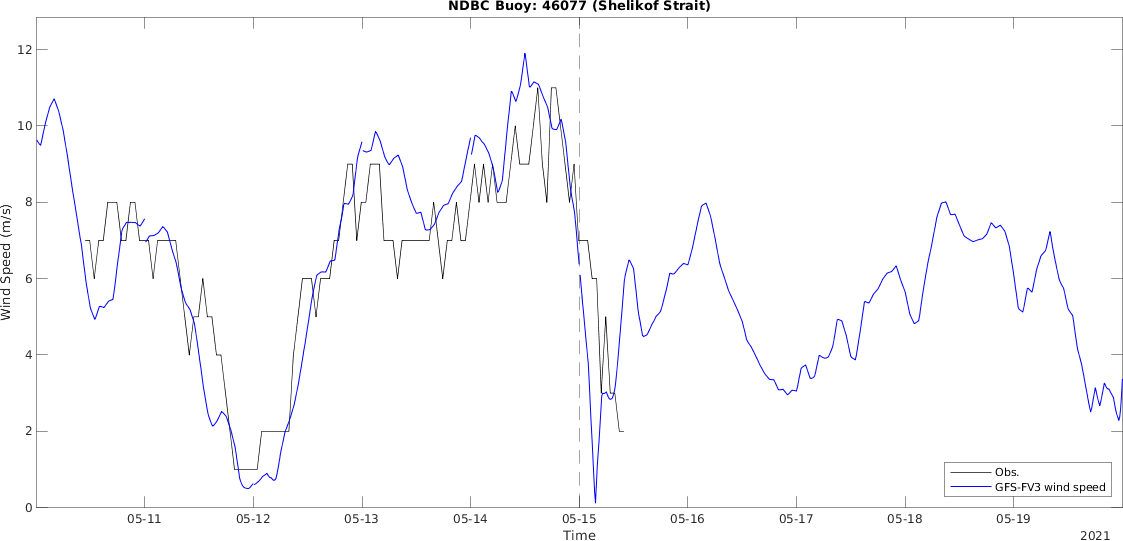 NDBC Buoy: 46077 (Shelikof Strait)
Wind Speed (m/s)
12
10
8
6
4
2
0
05-11 05-12 05-13 05-14 05-15 05-16 05-17 05-18 05-19
Time
2021
Obs.
GFS-FV3 wind speed